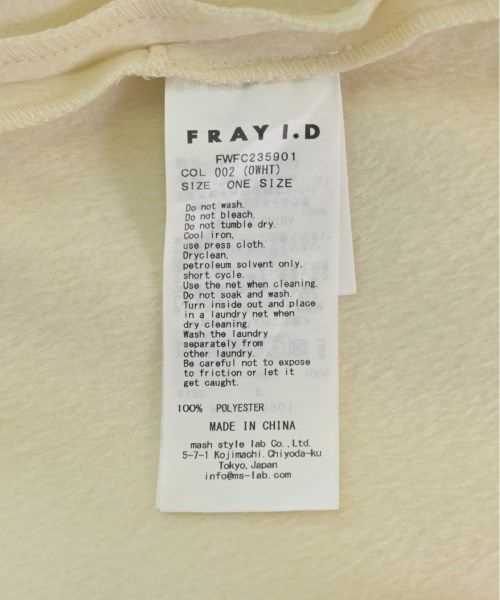 FRAY I.D
FWFC235901
COL 002 (OWHT)
SIZE ONE SIZE
Do not wash.
Do not bleach.
Do not tumble dry.
Cool iron,
use press cloth.
Dryclean,
petroleum solvent only.
short cycle.
Use the net when cleaning.
Do not soak and wash.
Turn inside out and place
in a laundry net when
dry cleaning.
Wash the laundry
separately from
other laundry.
Be careful not to expose
to friction or let it
get caught.
100% POLYESTER
MADE IN CHINA
mash style lab Co.,Ltd.
5-7-1 Kojimachi,Chiyoda-ku
Tokyo,Japan
info@ms-lab.com